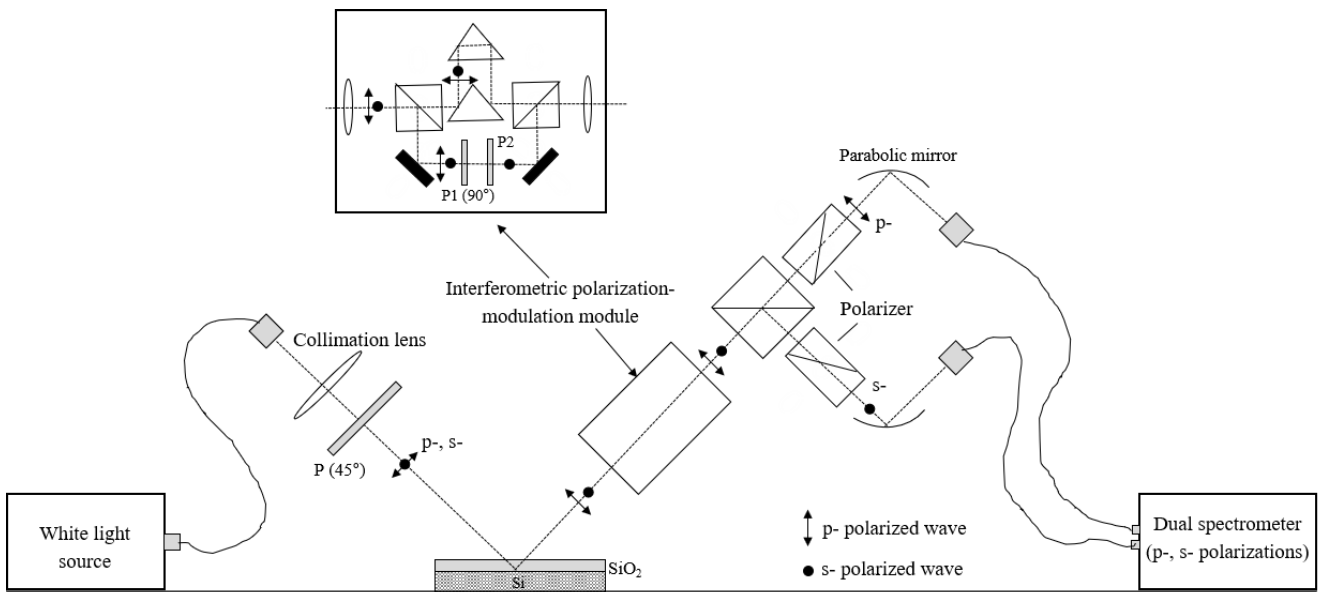 P2
P1 (90°)
Parabolic mirror
p-
Interferometric polarization-
modulation module
Polarizer
Collimation lens
s-
p-, s-
P (45°)
White light
source
SiO₂
Si
p- polarized wave
s- polarized wave
Dual spectrometer
(p-, s- polarizations)